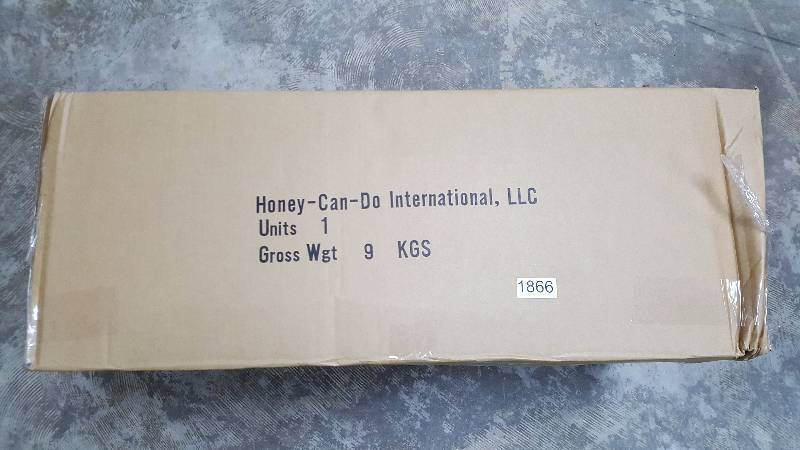 Honey-Can-Do International, LLC
Units 1
Gross Wgt 9 KGS
1866